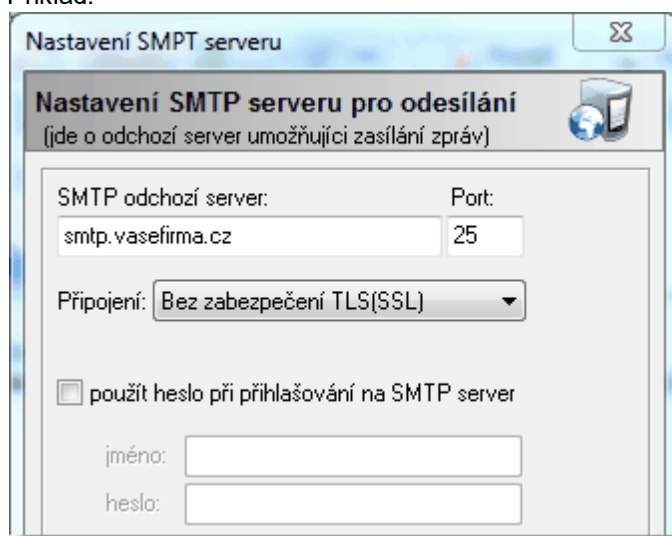 Příklad:
Nastavení SMPT serveru
Nastavení SMTP serveru pro odesílání
(jde o odchozí server umožňujíci zasílání zpráv)
SMTP odchozí server: Port:
smtp.vasefirma.cz 25
Připojení: Bez zabezpečení TLS(SSL)
použít heslo při přihlašování na SMTP server
jméno:
heslo: